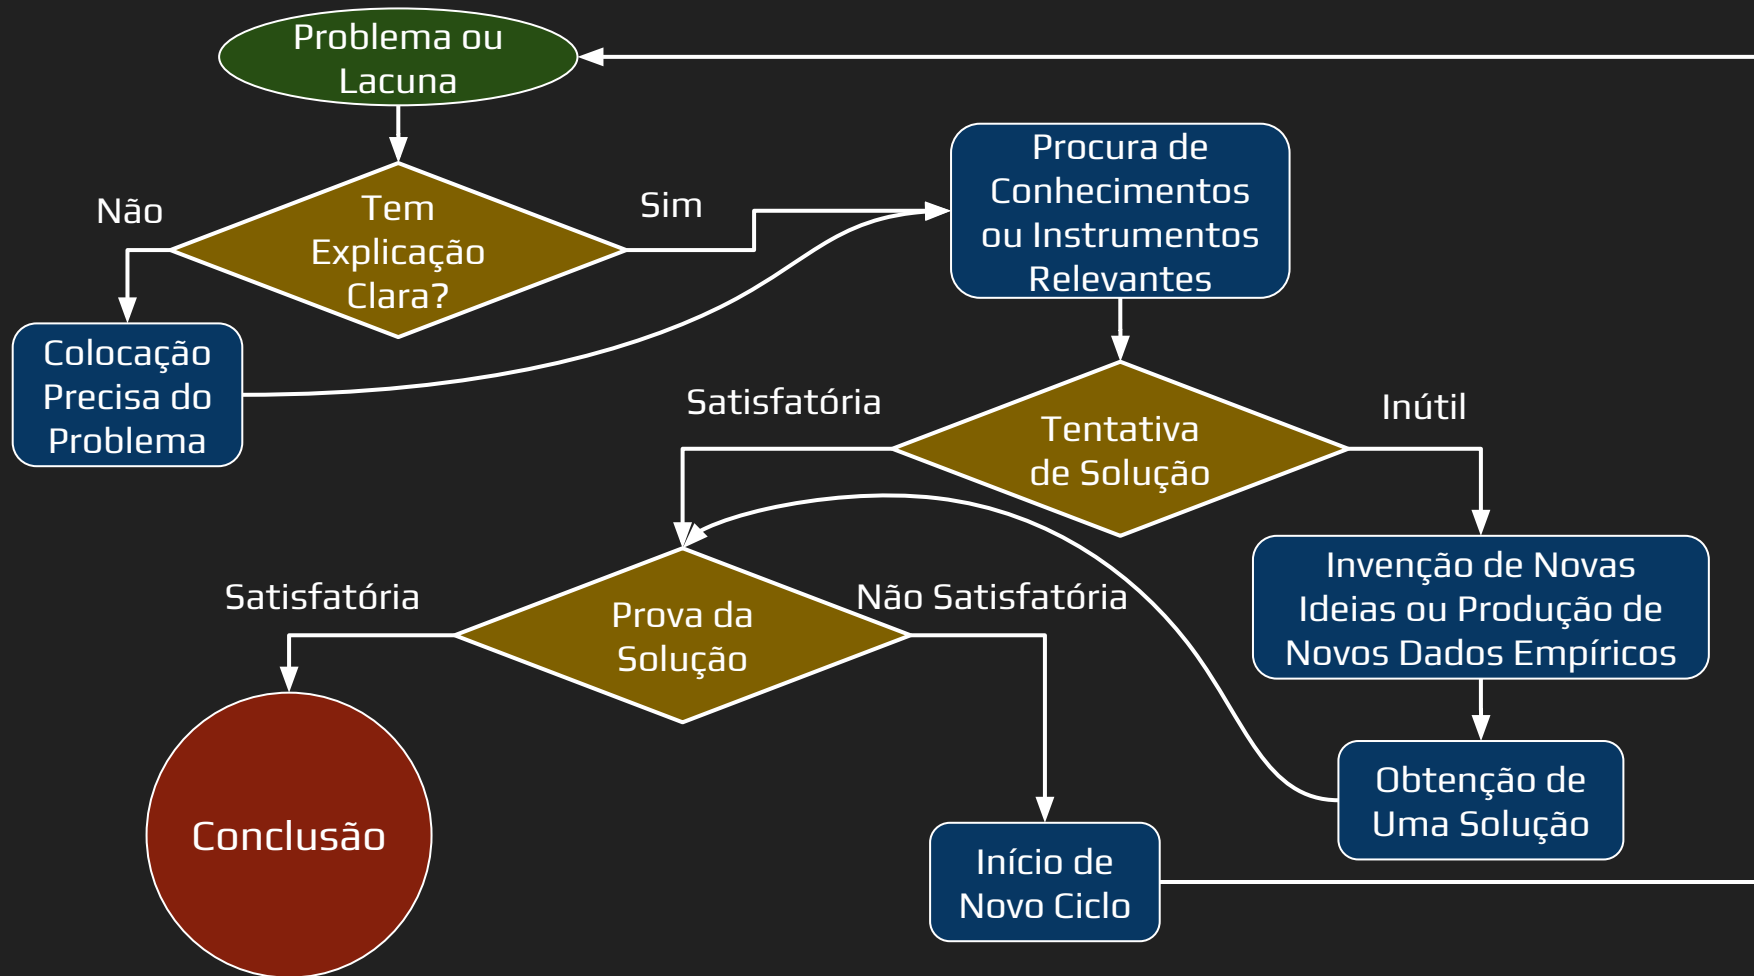 Problema ou
Lacuna
Tem
Explicação
Clara?
Não
Sim
Colocação
Precisa do
Problema
Procura de
Conhecimentos
ou Instrumentos
Relevantes
Tentativa
de Solução
Satisfatória
Inútil
Invenção de Novas
Ideias ou Produção de
Novos Dados Empíricos
Obtenção de
Uma Solução
Prova da
Solução
Satisfatória
Não Satisfatória
Conclusão
Início de
Novo Ciclo